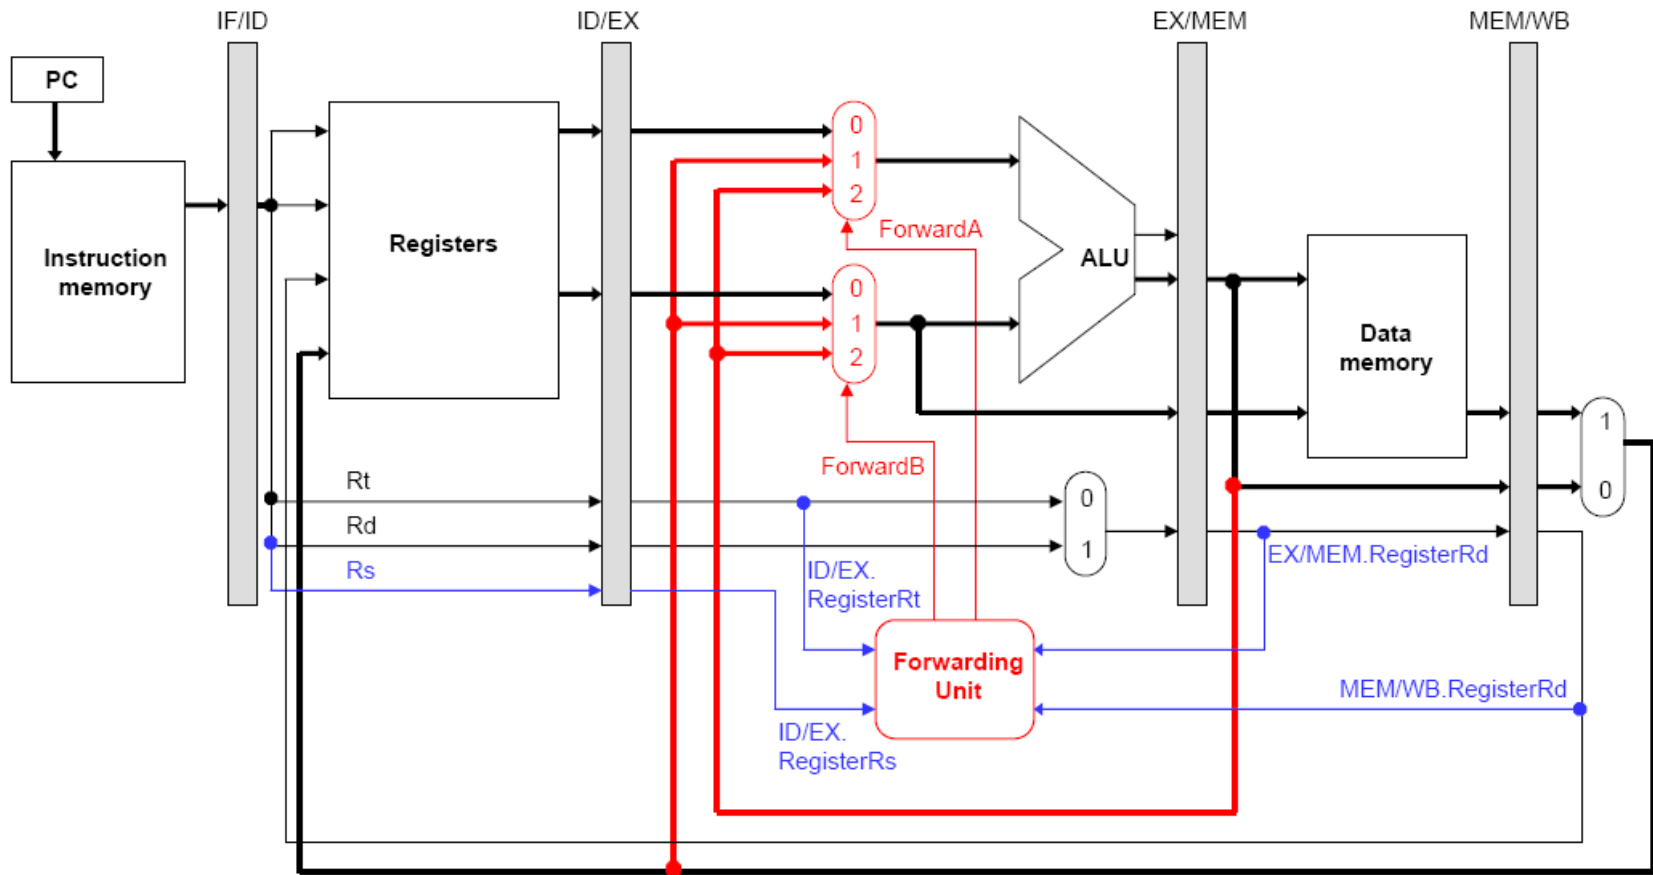 IF/ID
ID/EX
EX/MEM
MEM/WB
PC
Instruction
memory
Registers
0
1
2
ForwardA
0
1
2
ForwardB
ALU
Data
memory
1
0
Rt
Rd
Rs
0
1
ID/EX.
RegisterRt
EX/MEM.RegisterRd
Forwarding
Unit
MEM/WB.RegisterRd
ID/EX.
RegisterRs